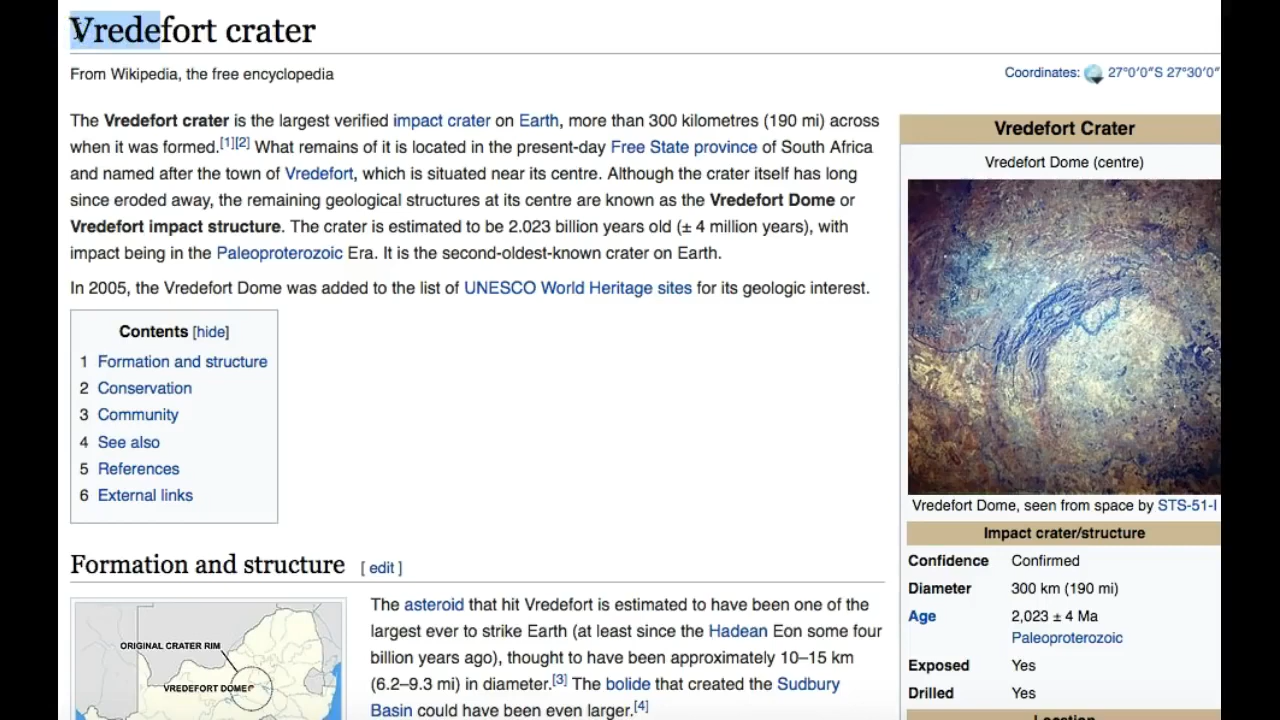 Vredefort crater
From Wikipedia, the free encyclopedia
Coordinates: 27°0′0″S 27°30′0″
The Vredefort crater is the largest verified impact crater on Earth, more than 300 kilometres (190 mi) across
when it was formed.[1][2] What remains of it is located in the present-day Free State province of South Africa
and named after the town of Vredefort, which is situated near its centre. Although the crater itself has long
since eroded away, the remaining geological structures at its centre are known as the Vredefort Dome or
Vredefort impact structure. The crater is estimated to be 2.023 billion years old (± 4 million years), with
impact being in the Paleoproterozoic Era. It is the second-oldest-known crater on Earth.
In 2005, the Vredefort Dome was added to the list of UNESCO World Heritage sites for its geologic interest.
Contents [hide]
1 Formation and structure
2 Conservation
3 Community
4 See also
5 References
6 External links
Vredefort Crater
Vredefort Dome (centre)
Vredefort Dome, seen from space by STS-51-I
Impact crater/structure
Confidence Confirmed
Diameter 300 km (190 mi)
Age 2,023 ± 4 Ma
Paleoproterozoic
Exposed Yes
Drilled Yes
Location
Formation and structure [ edit ]
ORIGINAL CRATER RIM
VREDEFORT DOME
The asteroid that hit Vredefort is estimated to have been one of the
largest ever to strike Earth (at least since the Hadean Eon some four
billion years ago), thought to have been approximately 10–15 km
(6.2–9.3 mi) in diameter.[3] The bolide that created the Sudbury
Basin could have been even larger.[4]